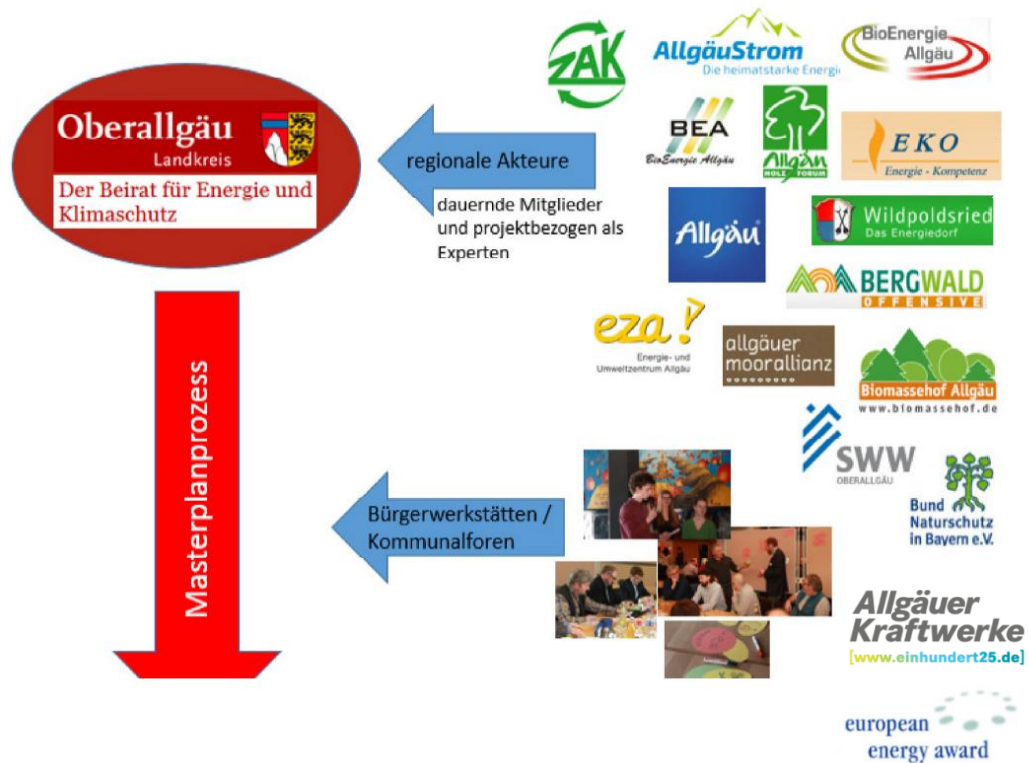 Oberallgäu
Landkreis
Der Beirat für Energie und
Klimaschutz
regionale Akteure
dauernde Mitglieder
und projektbezogen als
Experten
ZAK
AllgäuStrom
Die heimatstarke Energi
BioEnergie
Allgäu
BEA
BioEnergie Allgäu
Allgäu
HOLZ FORUM
EKO
Energie - Kompetenz
Allgäu®
Wildpoldsried
Das Energiedorf
BERGWALD
OFFENSIVE
eza!
Energie- und
Umweltzentrum Allgäu
allgäuer
moorallianz
Biomassehof Allgäu
www.biomassehof.de
SWW
OBERALLGÄU
Bund
Naturschutz
in Bayern e.V.
Masterplanprozess
Bürgerwerkstätten /
Kommunalforen
Allgäuer
Kraftwerke
[www.einhundert25.de]
european
energy award